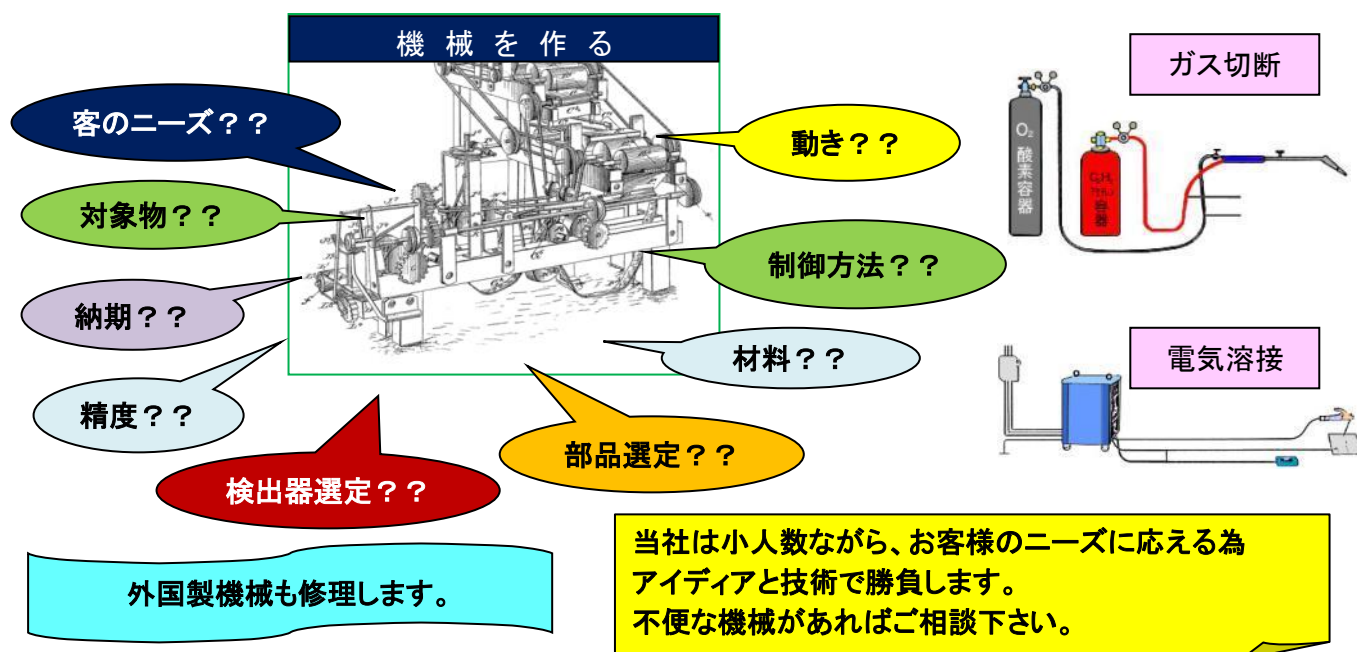 機械を作る
客のニーズ??
対象物??
納期??
精度??
検出器選定??
部品選定??
材料??
制御方法??
動き??
ガス切断
O₂
酸素容器
容器
電気溶接
外国製機械も修理します。
当社は小人数ながら、お客様のニーズに応える為
アイディアと技術で勝負します。
不便な機械があればご相談下さい。